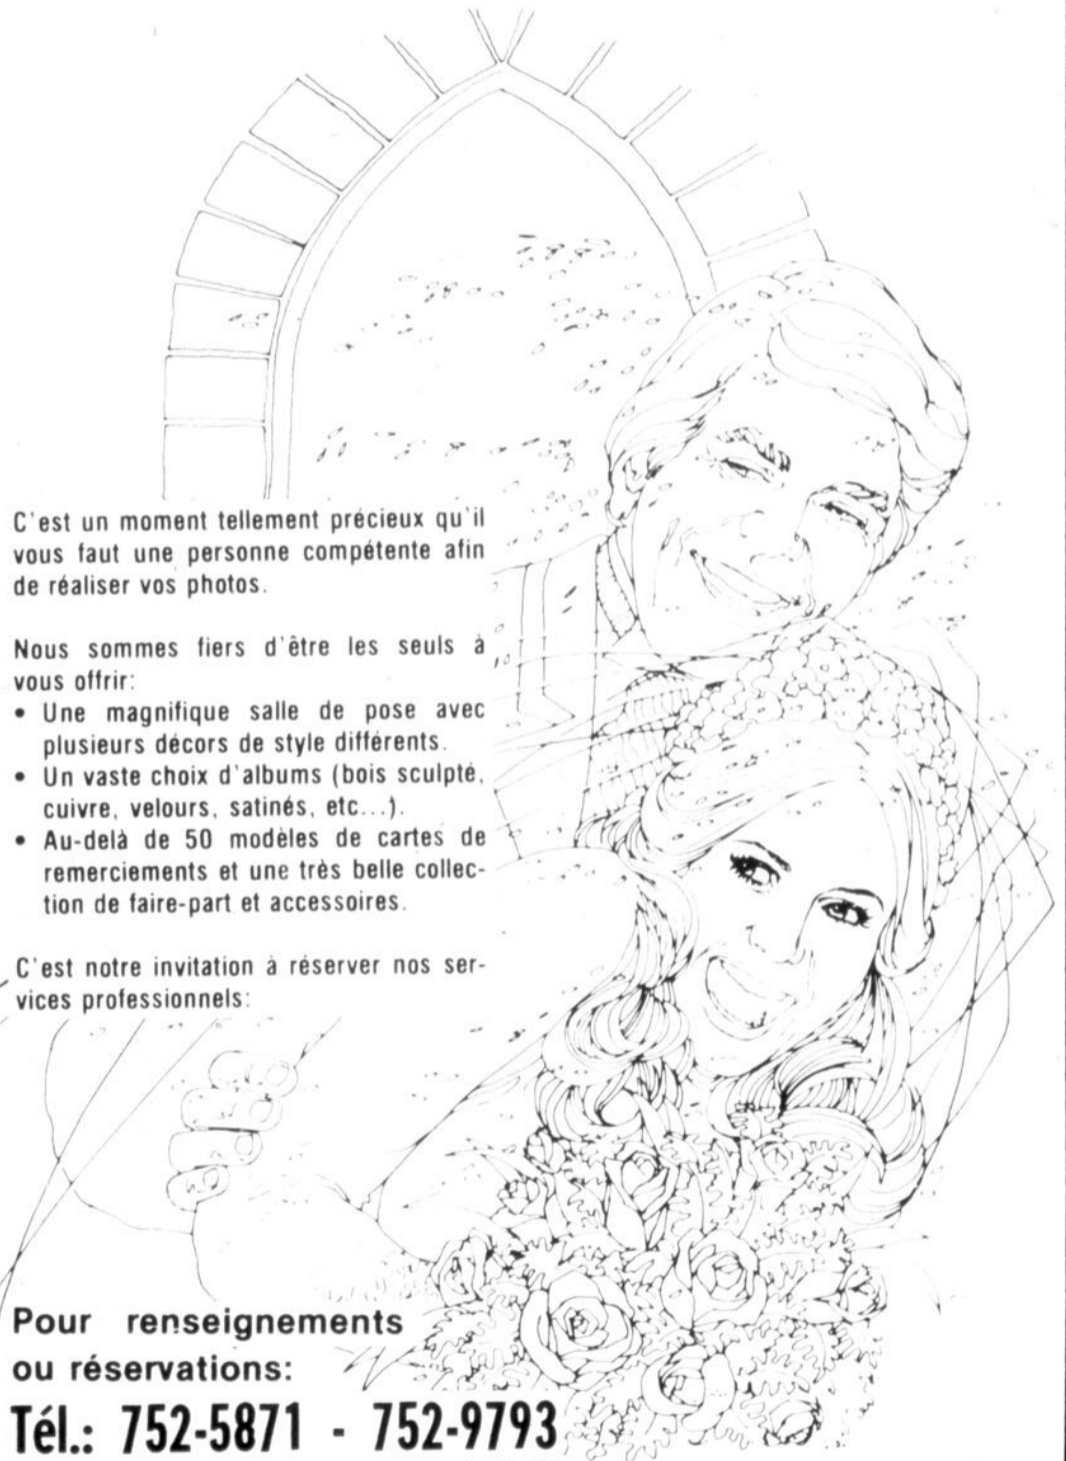 C'est un moment tellement précieux qu'il
vous faut une personne compétente afin
de réaliser vos photos.
Nous sommes fiers d'être les seuls à
vous offrir:
• Une magnifique salle de pose avec
plusieurs décors de style différents.
• Un vaste choix d'albums (bois sculpté,
cuivre, velours, satinés, etc...).
• Au-delà de 50 modèles de cartes de
remerciements et une très belle collec-
tion de faire-part et accessoires.
C'est notre invitation à réserver nos ser-
vices professionnels:
Pour renseignements
ou réservations:
Tél.: 752-5871 - 752-9793